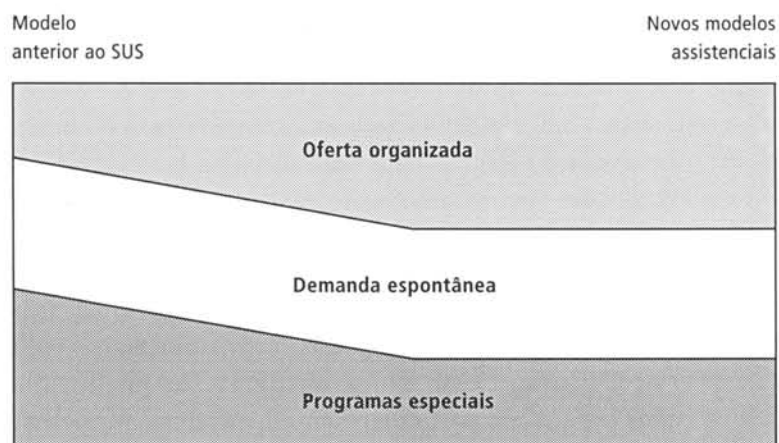 Modelo
anterior ao SUS
Novos modelos
assistenciais
Oferta organizada
Demanda espontânea
Programas especiais